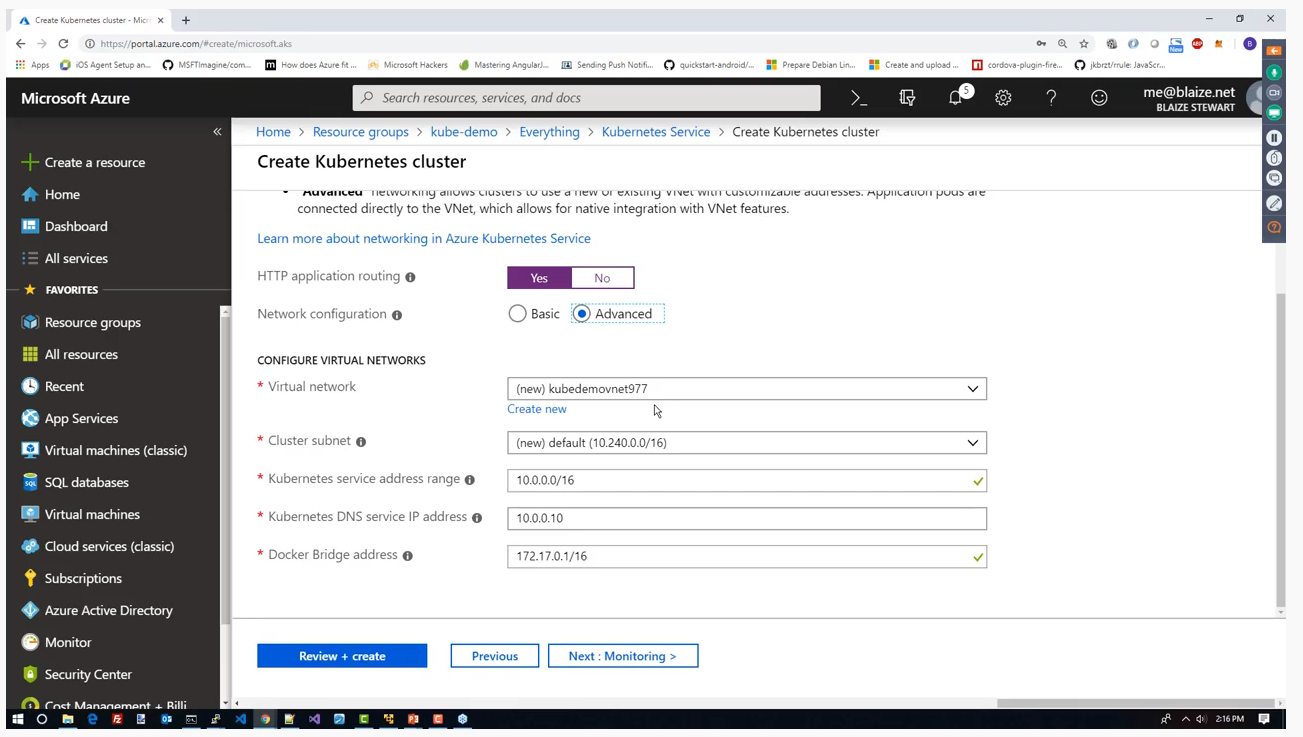 Create Kubernetes cluster - Micr
https://portal.azure.com/#create/microsoft.aks
New
ABP
B
Apps
iOS Agent Setup an...
MSFTImagine/com...
How does Azure fit ...
Microsoft Hackers
Mastering AngularJ...
Sending Push Notifi...
quickstart-android/...
Prepare Debian Lin...
Create and upload ...
cordova-plugin-fire...
jkbrzt/rrule: JavaScr...
Microsoft Azure
Search resources, services, and docs
5
me@blaize.net
BLAIZE STEWART
Home > Resource groups > kube-demo > Everything > Kubernetes Service > Create Kubernetes cluster
Create Kubernetes cluster
Create a resource
Home
Dashboard
All services
FAVORITES
Resource groups
All resources
Recent
App Services
Virtual machines (classic)
SQL databases
Virtual machines
Cloud services (classic)
Subscriptions
Azure Active Directory
Monitor
Security Center
Cost Management + Billi
"Advanced" networking allows clusters to use a new or existing VNet with customizable addresses. Application pods are
connected directly to the VNet, which allows for native integration with VNet features.
Learn more about networking in Azure Kubernetes Service
HTTP application routing
Yes No
Network configuration
Basic Advanced
CONFIGURE VIRTUAL NETWORKS
* Virtual network
(new) kubedemovnet977
Create new
* Cluster subnet
(new) default (10.240.0.0/16)
* Kubernetes service address range
10.0.0.0/16
* Kubernetes DNS service IP address
10.0.0.10
* Docker Bridge address
172.17.0.1/16
Review + create
Previous
Next : Monitoring >
2:16 PM